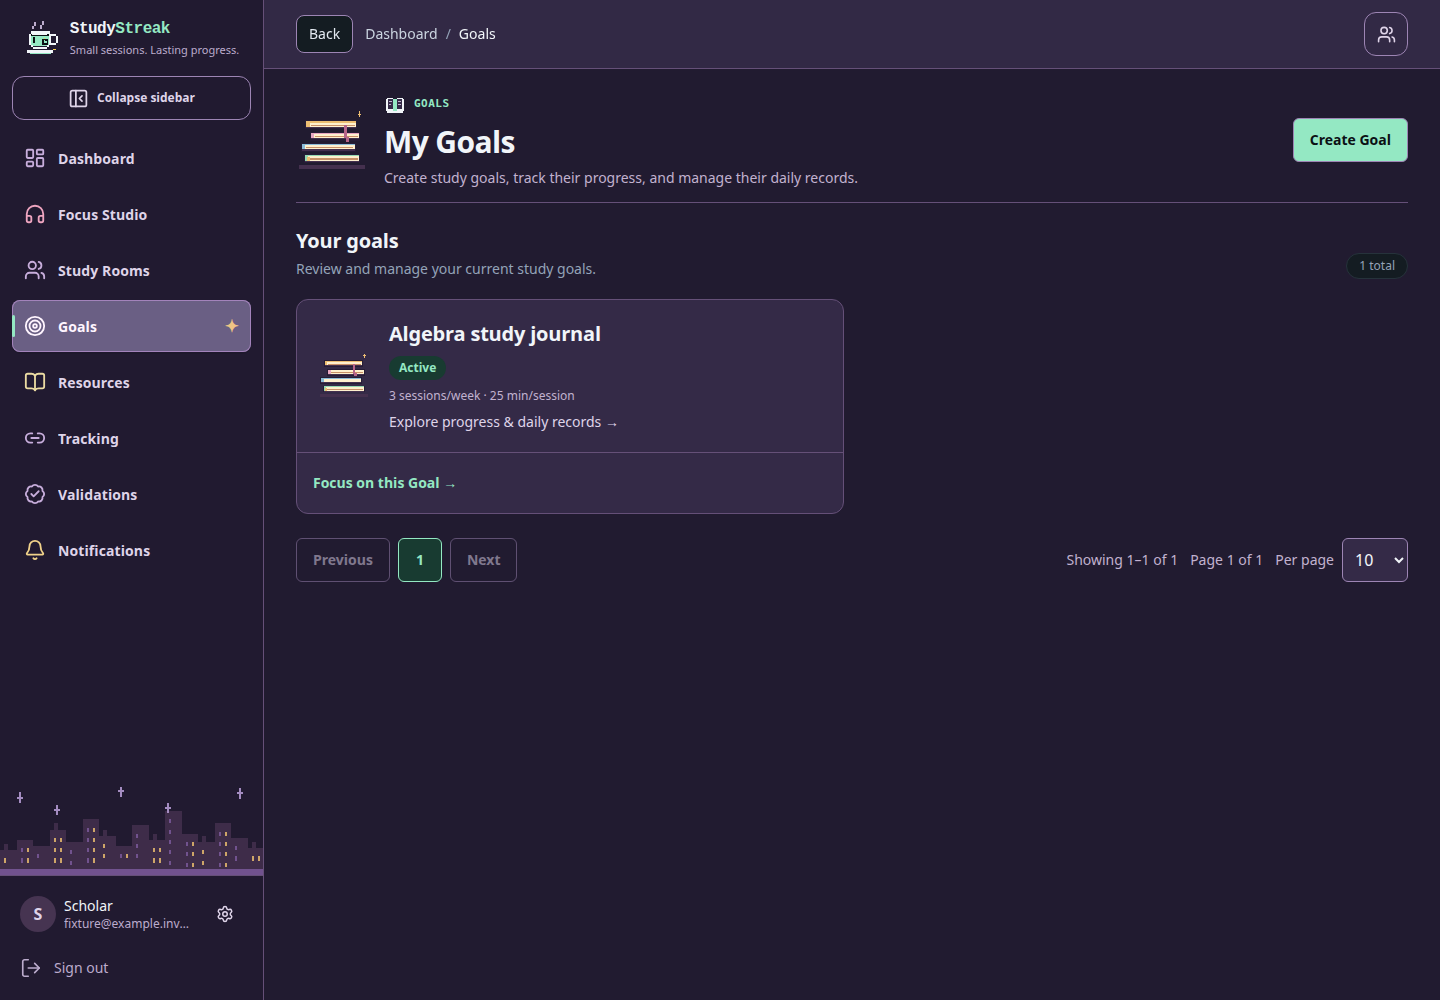 StudyStreak
Small sessions. Lasting progress.
Collapse sidebar
Dashboard
Focus Studio
Study Rooms
Goals
Resources
Tracking
Validations
Notifications
S
Scholar
fixture@example.inv...
Sign out
Back
Dashboard / Goals
GOALS
My Goals
Create study goals, track their progress, and manage their daily records.
Create Goal
Your goals
Review and manage your current study goals.
1 total
Algebra study journal
Active
3 sessions/week · 25 min/session
Explore progress & daily records →
Focus on this Goal →
Previous 1 Next
Showing 1–1 of 1 Page 1 of 1 Per page 10